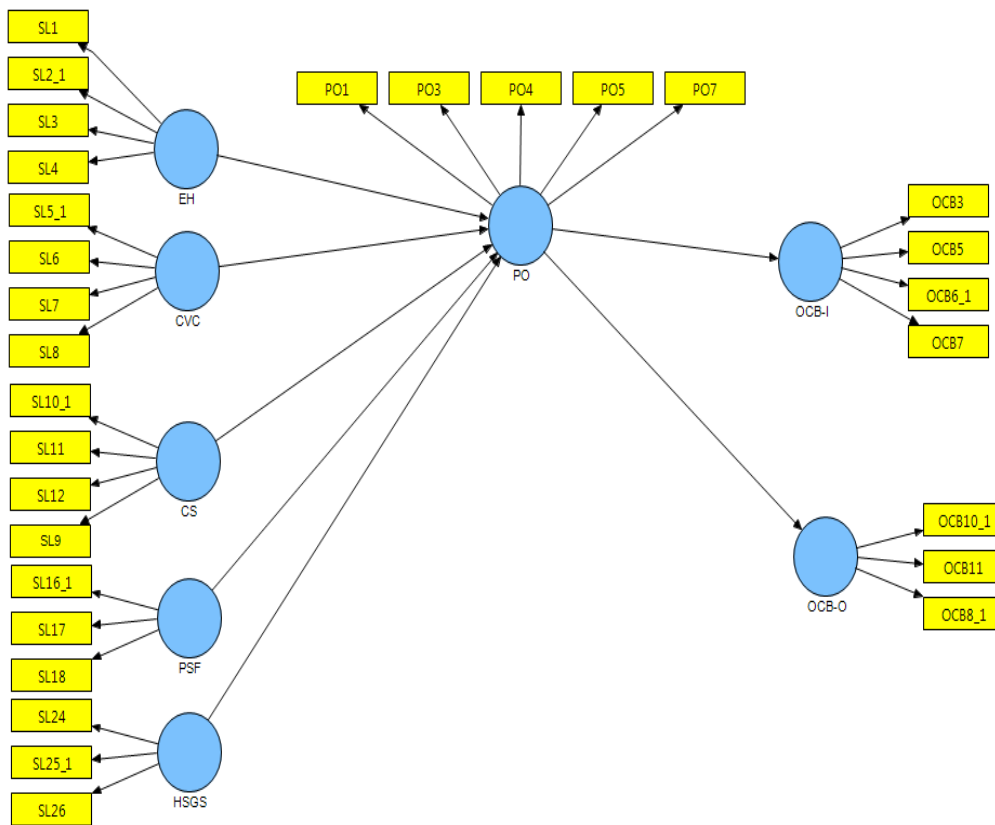 SL1
SL2_1
SL3
SL4
EH
SL5_1
SL6
SL7
SL8
CVC
SL10_1
SL11
SL12
SL9
CS
SL16_1
SL17
SL18
PSF
SL24
SL25_1
SL26
HSGS
PO1
PO3
PO4
PO5
PO7
PO
OCB3
OCB5
OCB6_1
OCB7
OCB-I
OCB10_1
OCB11
OCB8_1
OCB-O